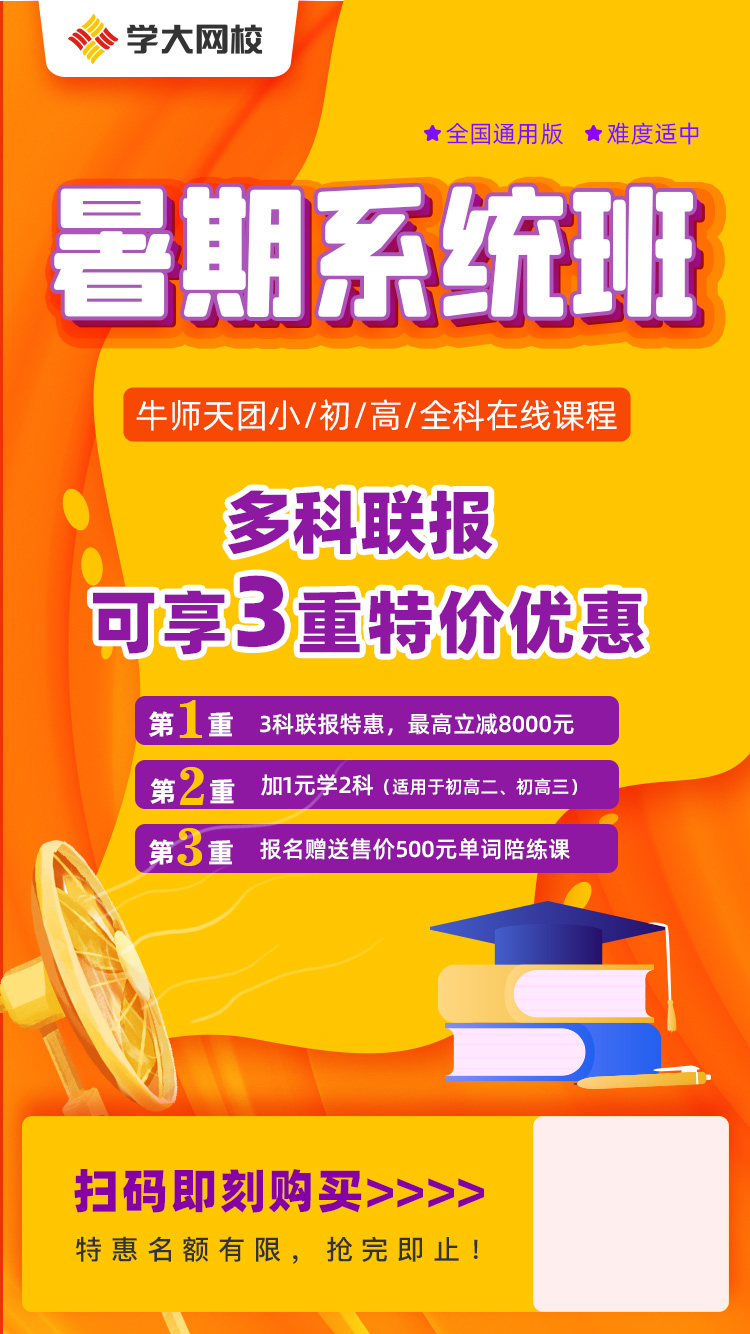 学大网校
★全国通用版 ★难度适中
暑期系统班
牛师天团小/初/高/全科在线课程
多科联报
可享3重特价优惠
第1重 3科联报特惠，最高立减8000元
第2重 加1元学2科（适用于初高二、初高三）
第3重 报名赠送售价500元单词陪练课
扫码即刻购买>>>>
特惠名额有限，抢完即止！